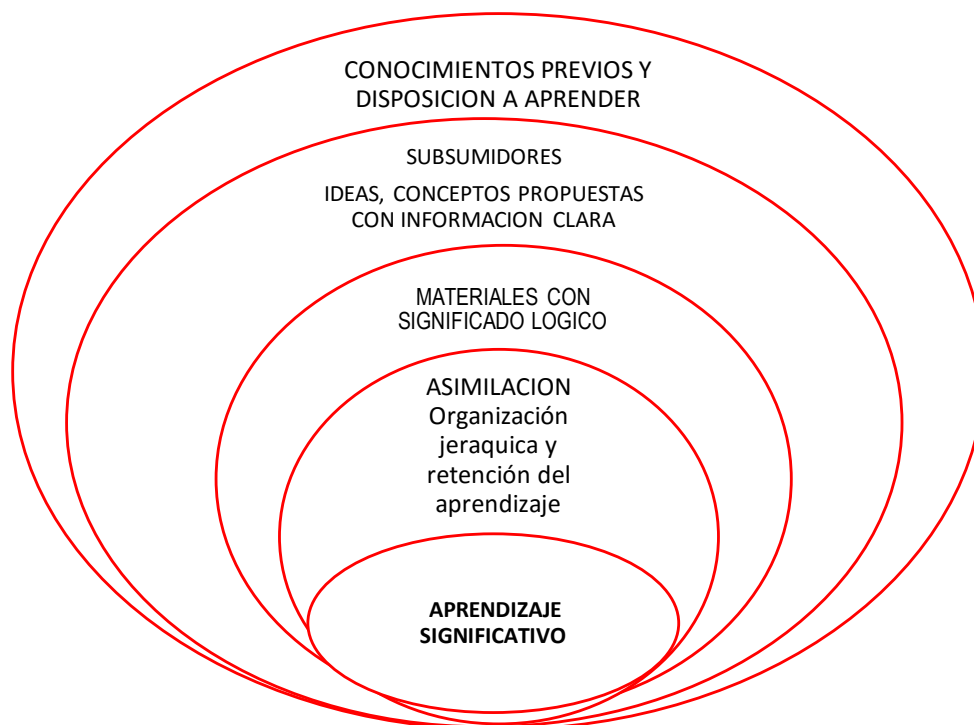 CONOCIMIENTOS PREVIOS Y
DISPOSICION A APRENDER
SUBSUMIDORES
IDEAS, CONCEPTOS PROPUESTAS
CON INFORMACION CLARA
MATERIALES CON
SIGNIFICADO LOGICO
ASIMILACION
Organización
jeraquica y
retención del
aprendizaje
APRENDIZAJE
SIGNIFICATIVO